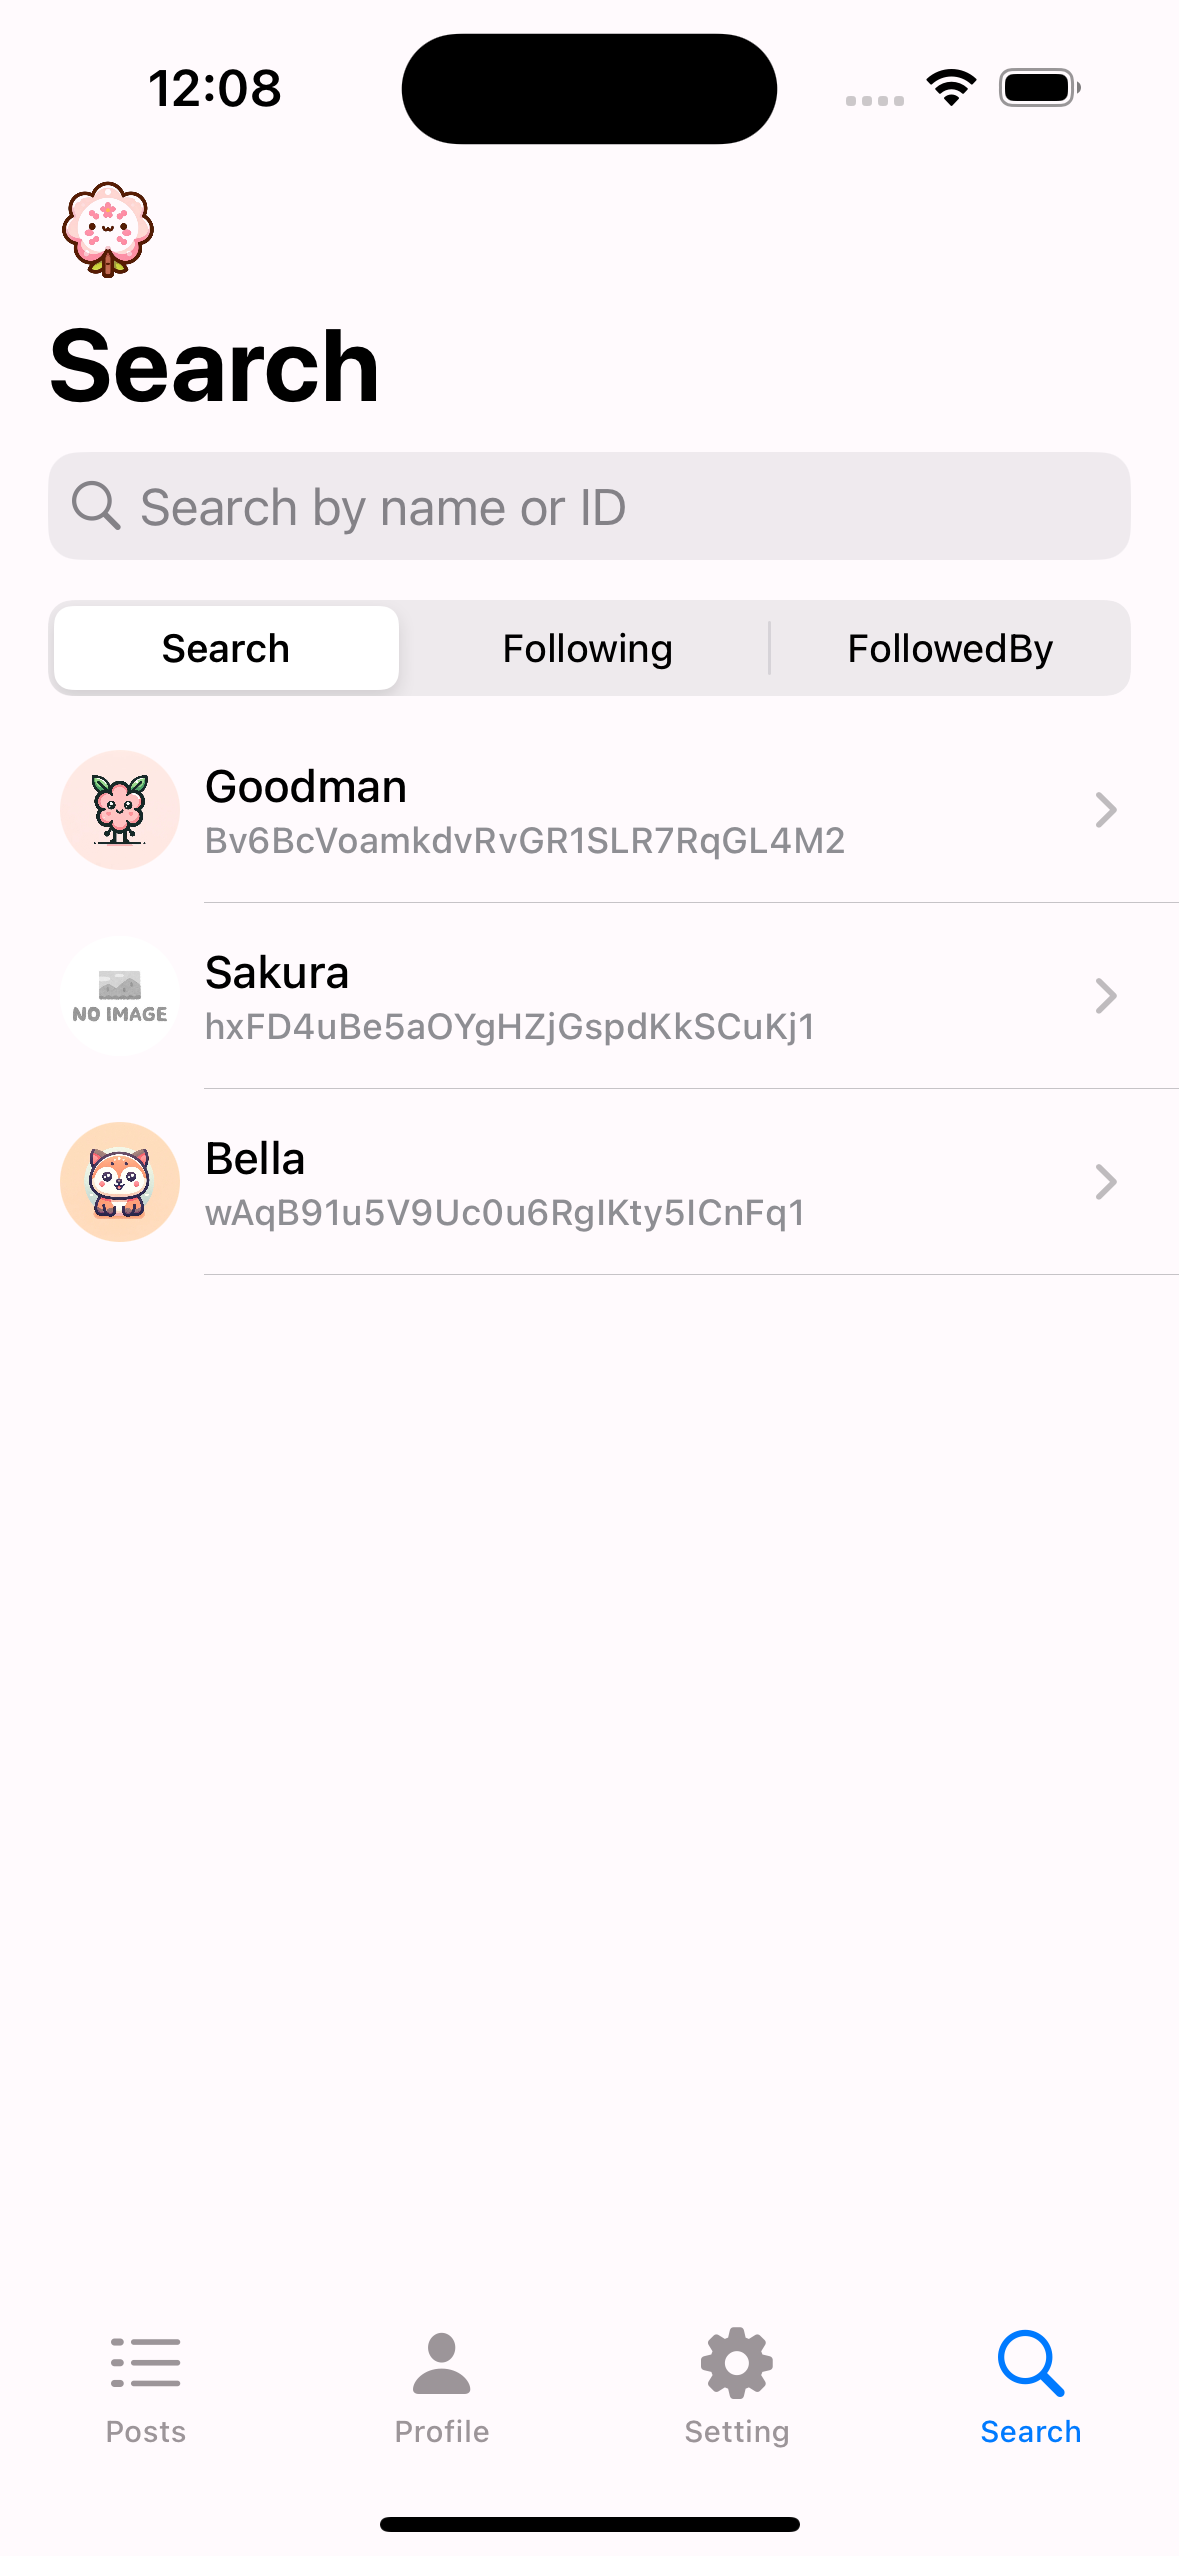 12:08
Search
Search by name or ID
Search Following FollowedBy
Goodman
Bv6BcVoamkdvRvGR1SLR7RqGL4M2
NO IMAGE
Sakura
hxFD4uBe5aOYgHZjGspdKkSCuKj1
Bella
wAqB91u5V9Uc0u6RgIKty5ICnFq1
Posts Profile Setting Search